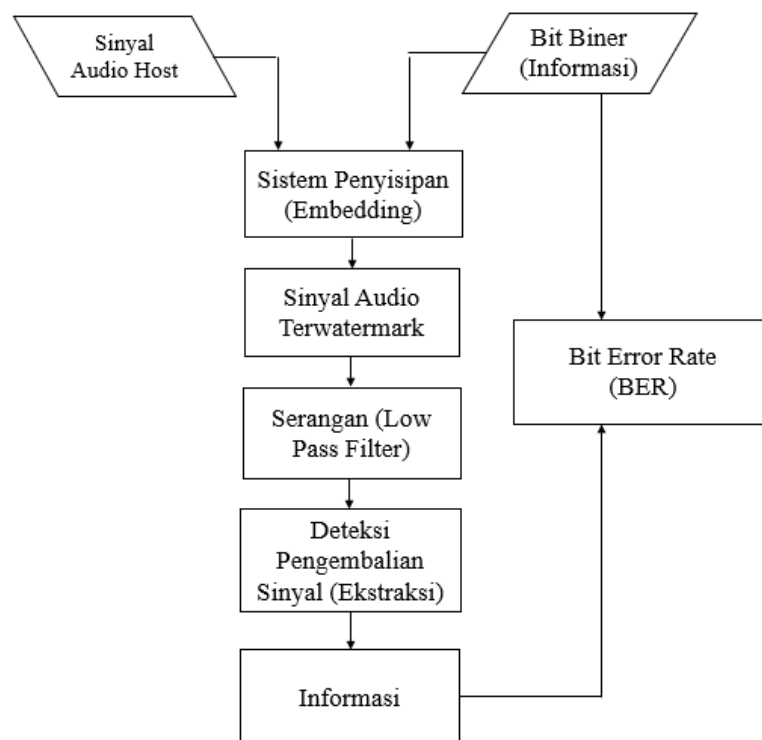 Sinyal
Audio Host
Bit Biner
(Informasi)
Sistem Penyisipan
(Embedding)
Sinyal Audio
Terwatermark
Bit Error Rate
(BER)
Serangan (Low
Pass Filter)
Deteksi
Pengembalian
Sinyal (Ekstraksi)
Informasi